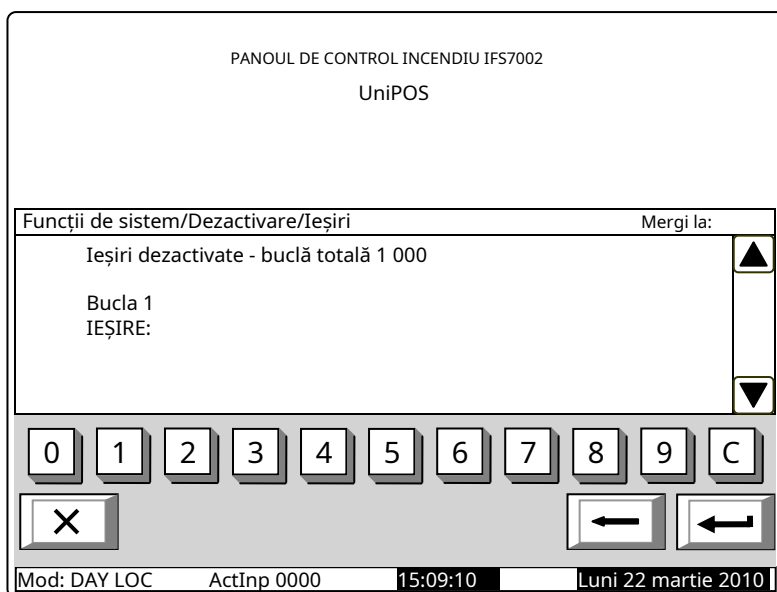 PANOUL DE CONTROL INCENDIU IFS7002
UniPOS
Funcții de sistem/Dezactivare/Ieșiri Mergi la:
Ieșiri dezactivate - buclă totală 1 000
Bucla 1
IEȘIRE:
0 1 2 3 4 5 6 7 8 9 C
Mod: DAY LOC ActInp 0000 15:09:10 Luni 22 martie 2010